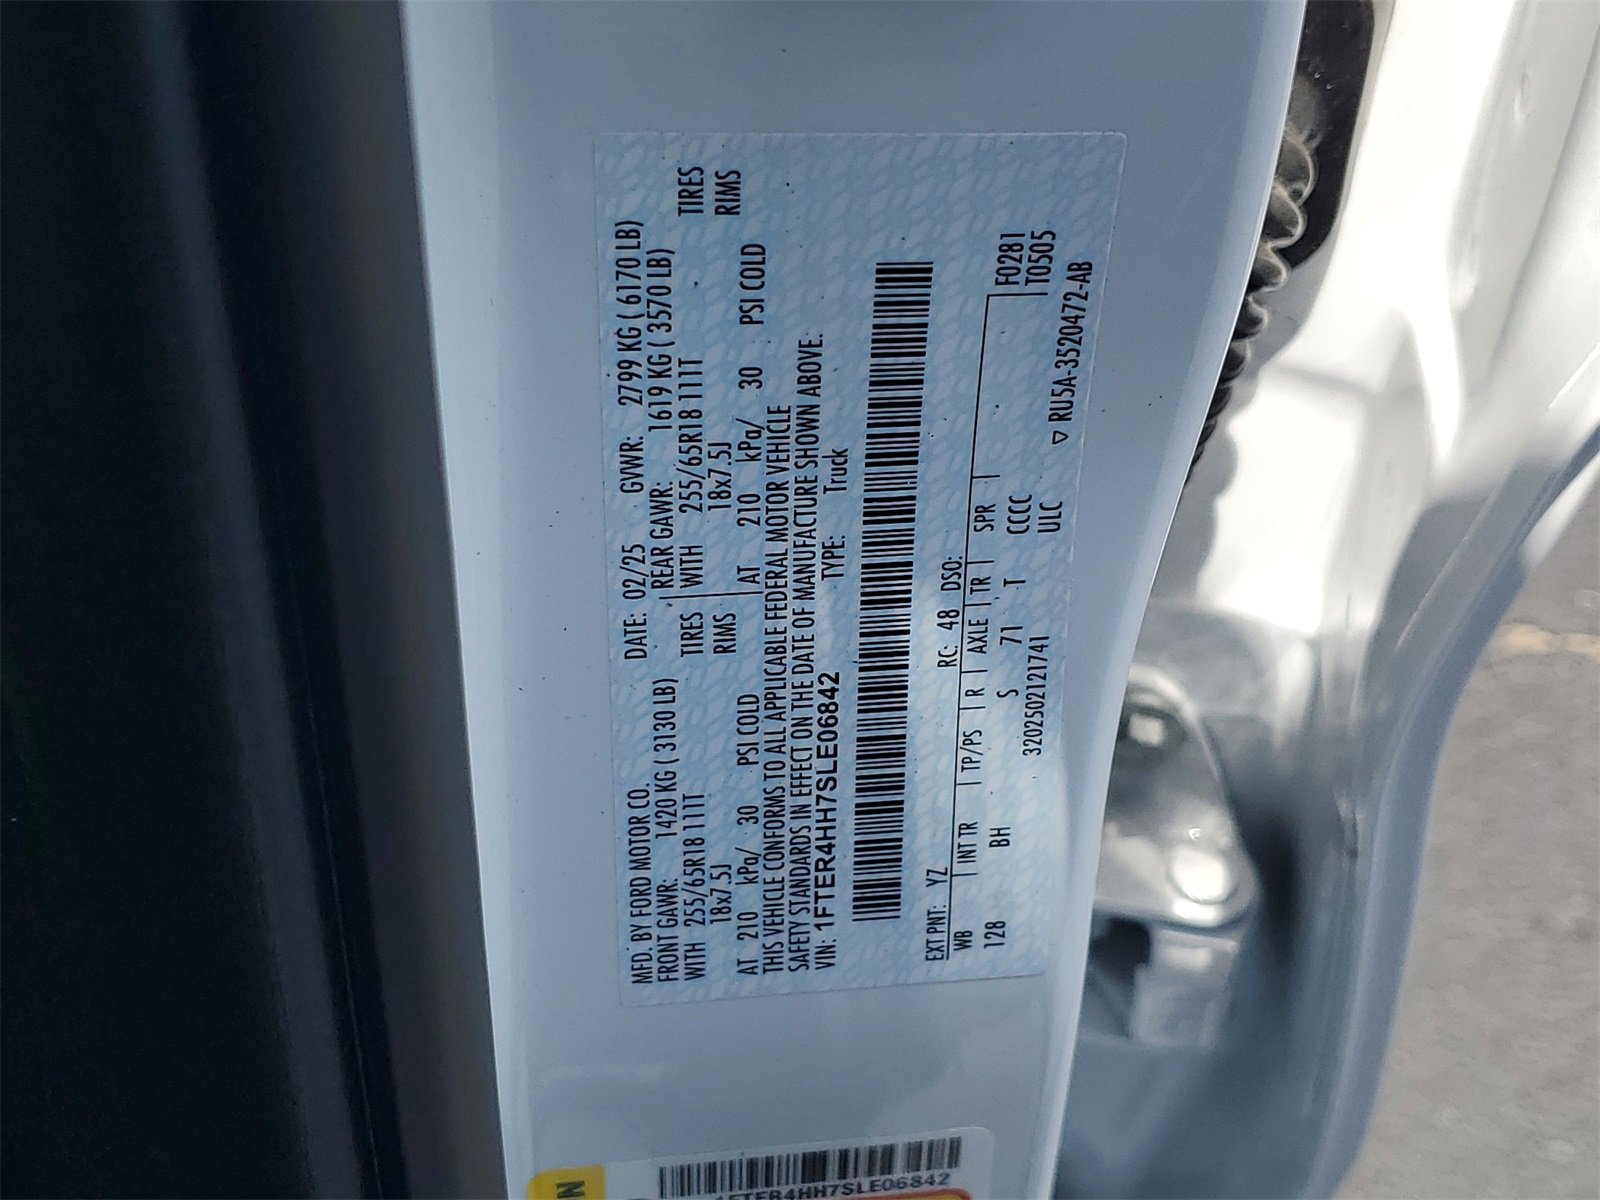 MFD. BY FORD MOTOR CO. DATE: 02/25 GVWR: 2799 KG ( 6170 LB)
FRONT GAWR: 1420 KG ( 3130 LB) REAR GAWR: 1619 KG ( 3570 LB)
WITH 255/65R18 111T TIRES WITH 255/65R18 111T TIRES
18x7.5J RIMS 18x7.5J RIMS
AT 210 kPa/ 30 PSI COLD AT 210 kPa/ 30 PSI COLD
THIS VEHICLE CONFORMS TO ALL APPLICABLE FEDERAL MOTOR VEHICLE
SAFETY STANDARDS IN EFFECT ON THE DATE OF MANUFACTURE SHOWN ABOVE.
VIN: 1FTER4HH7SLE06842 TYPE: Truck
EXT PNT: YZ RC: 48 DSO:
WB INT TR TP/PS R AXLE TR SPR F0281
128 BH S 71 T CCCC T0505
3202502121741 ULC
▽ RU5A-3520472-AB
1FTER4HH7SLE06842